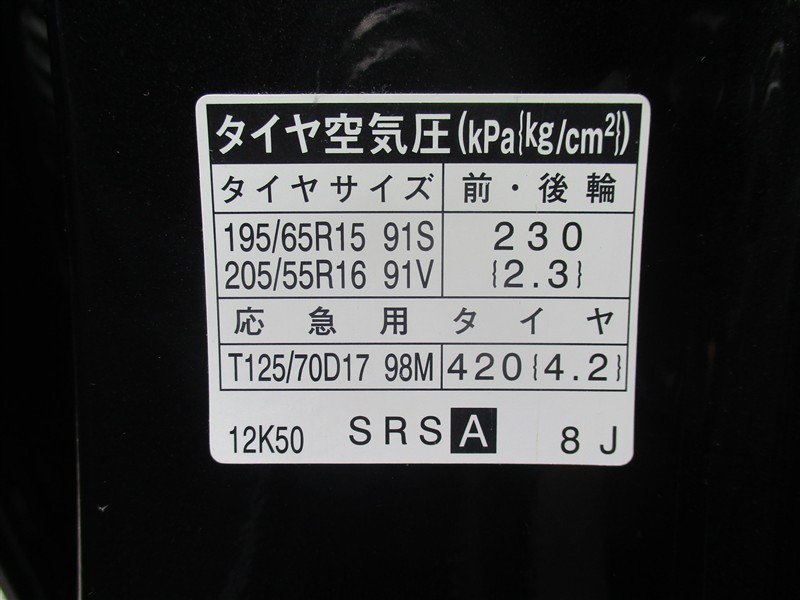 タイヤ空気圧(kPa{kg/cm²})
タイヤサイズ 前・後輪
195/65R15 91S 230
205/55R16 91V {2.3}
応急用タイヤ
T125/70D17 98M 420{4.2}
12K50 SRS A 8J